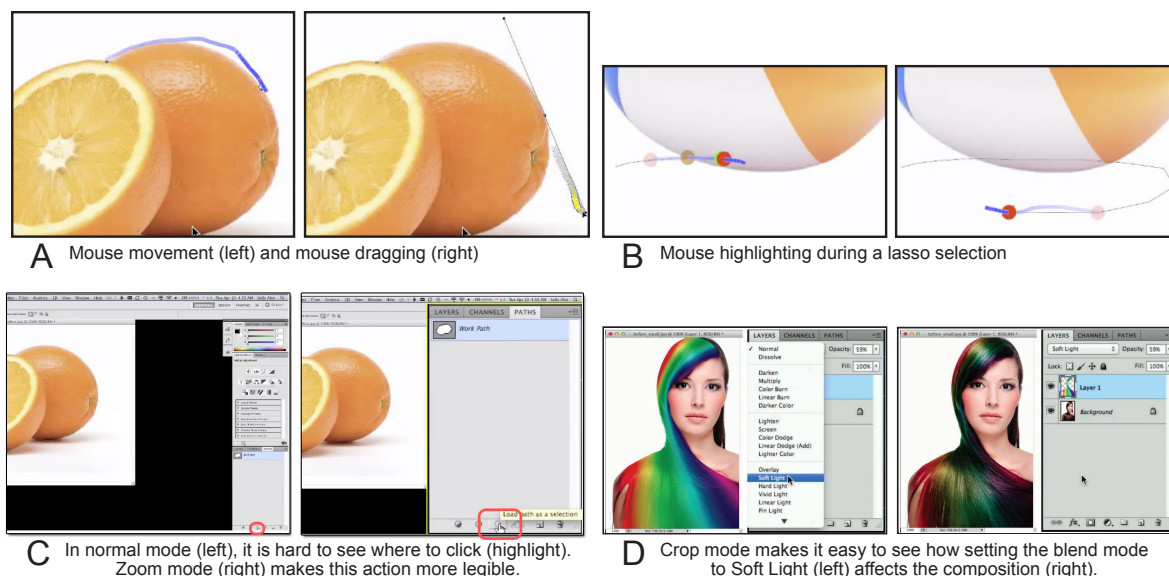 A Mouse movement (left) and mouse dragging (right)
B Mouse highlighting during a lasso selection
LAYERS CHANNELS PATHS
Work Path
Load path as a selection
C In normal mode (left), it is hard to see where to click (highlight).
Zoom mode (right) makes this action more legible.
LAYERS CHANNELS PATHS
✓ Normal
Dissolve
Darken
Multiply
Color Burn
Linear Burn
Darker Color
Lighten
Screen
Color Dodge
Linear Dodge (Add)
Lighter Color
Overlay
Soft Light
Hard Light
Vivid Light
Linear Light
Pin Light
Opacity: 59%
Fill: 100%
LAYERS CHANNELS PATHS
Soft Light Opacity: 59%
Lock: Fill: 100%
Layer 1
Background
fx.
D Crop mode makes it easy to see how setting the blend mode
to Soft Light (left) affects the composition (right).